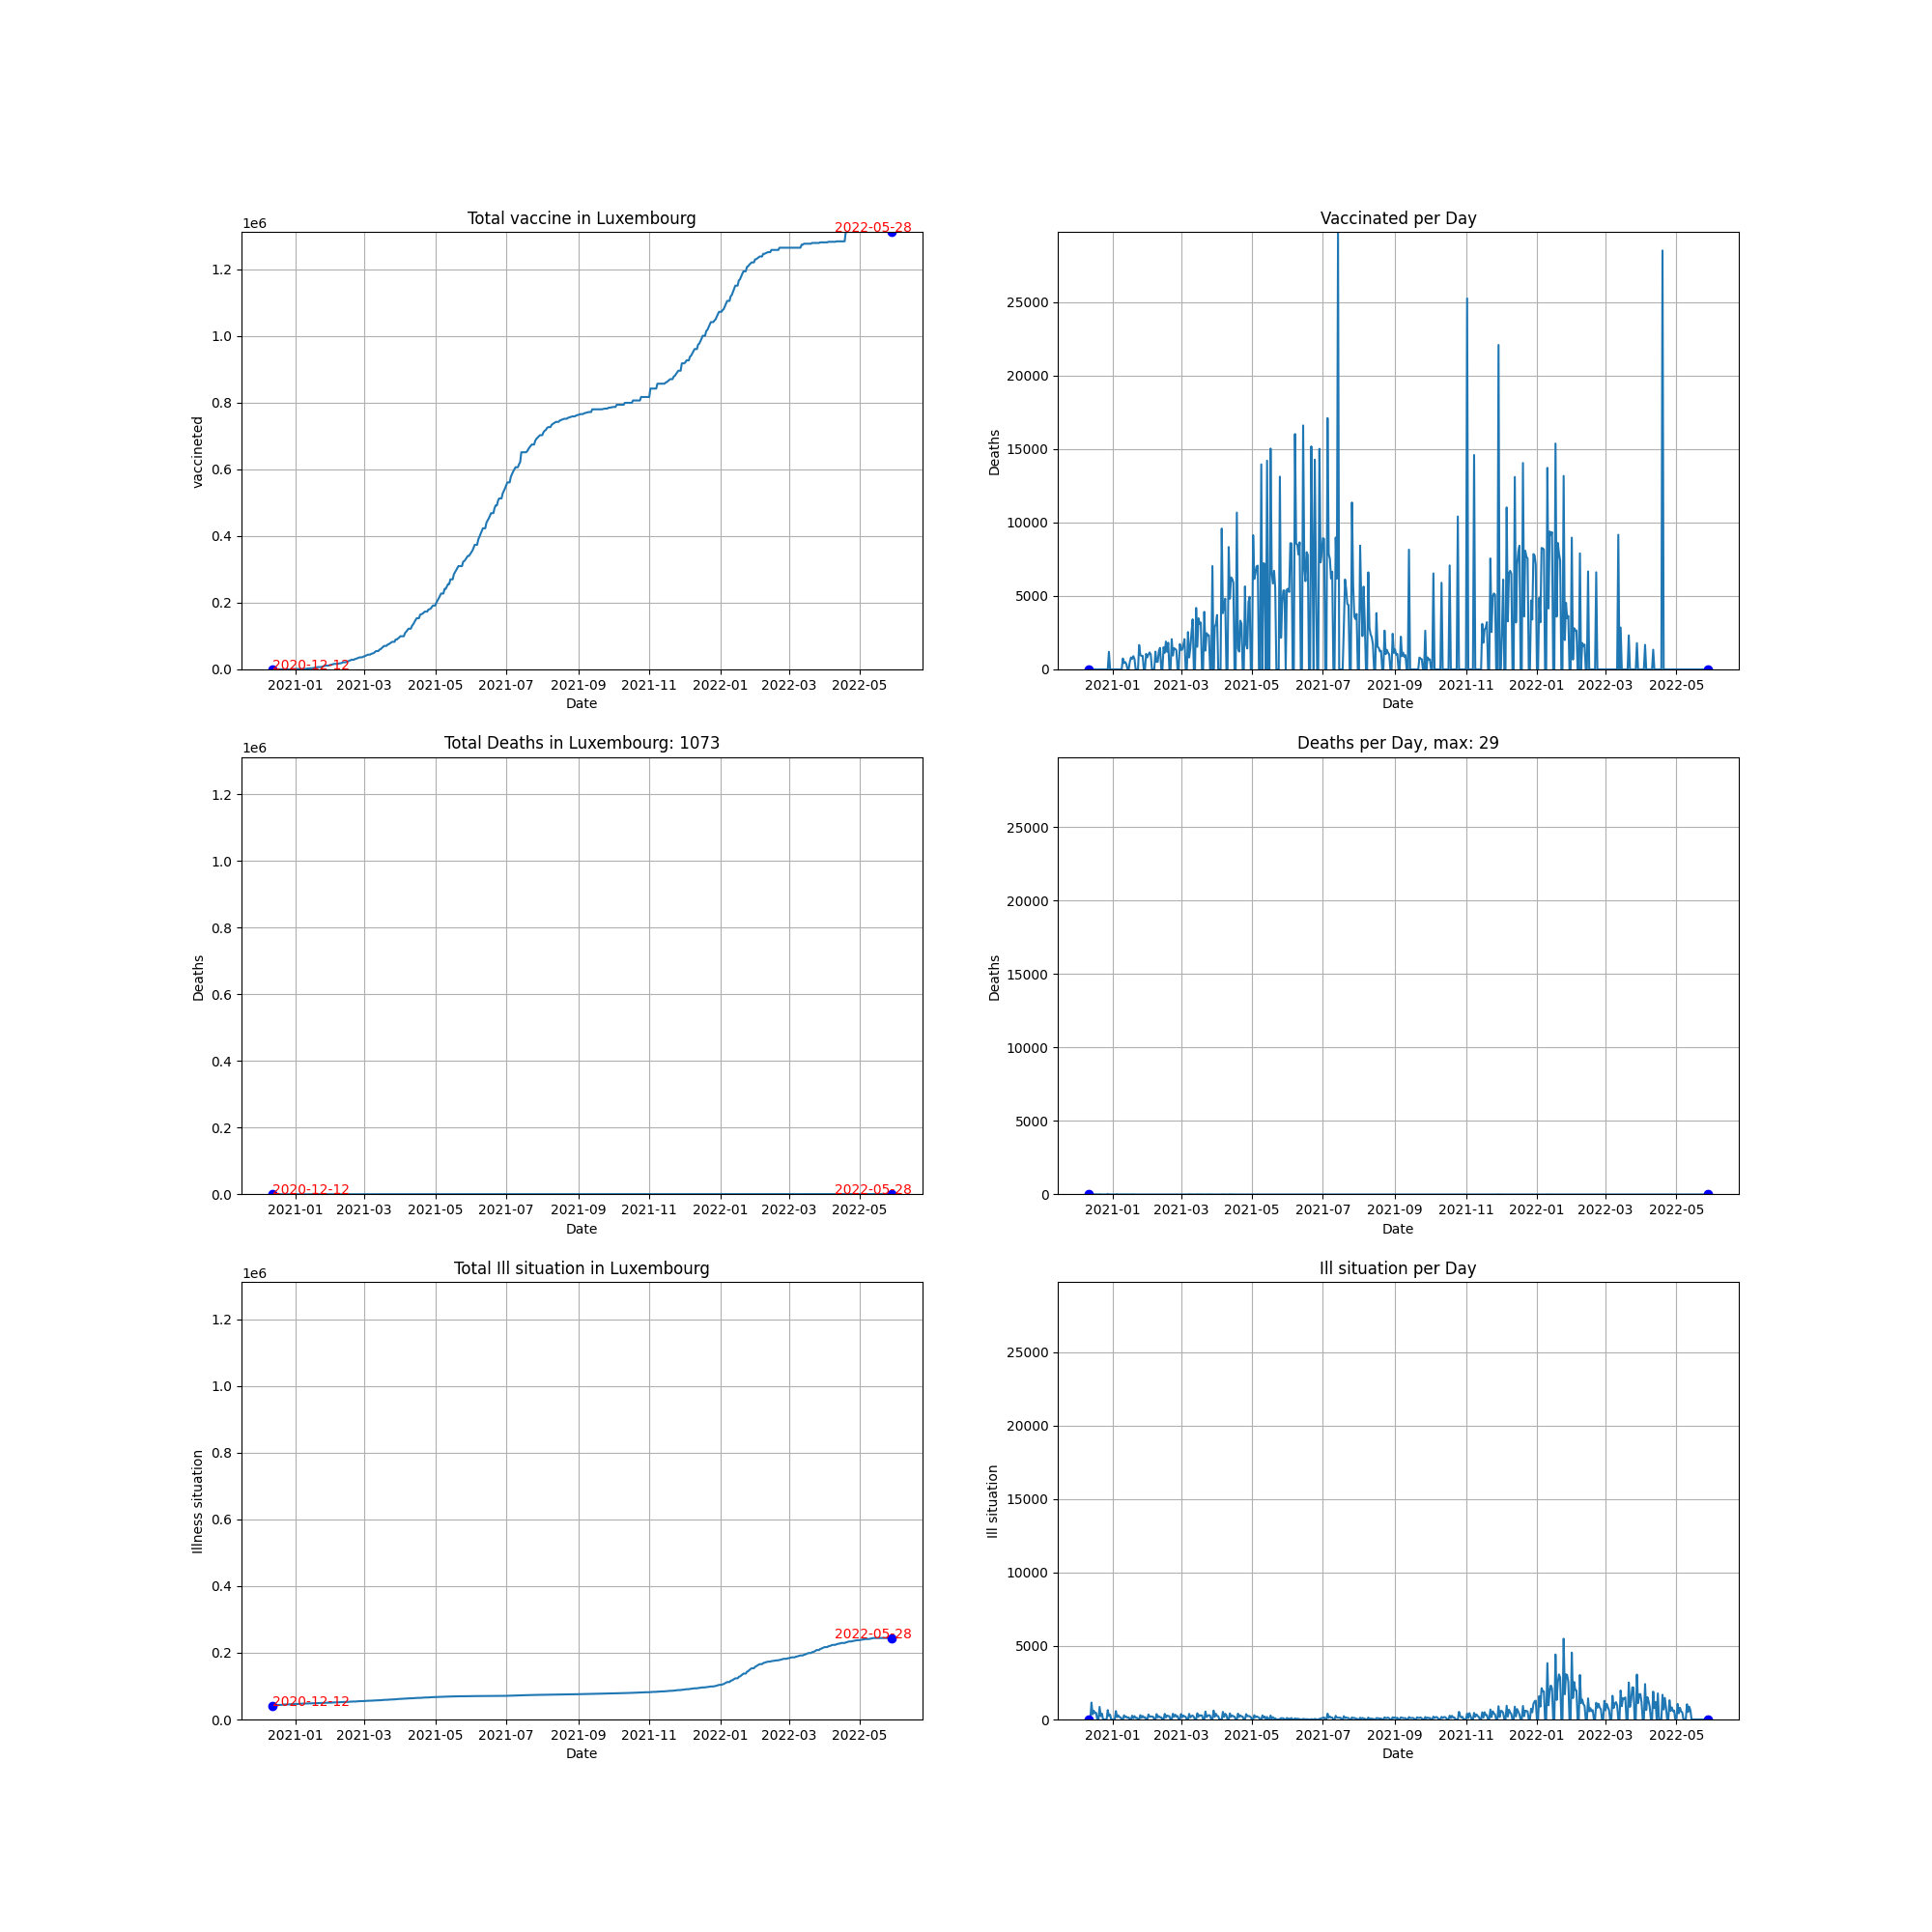 Total vaccine in Luxembourg
1e6
2022-05-28
1.2
1.0
0.8
0.6
0.4
0.2
0.0
vaccineted
2020-12-12
2021-01 2021-03 2021-05 2021-07 2021-09 2021-11 2022-01 2022-03 2022-05
Date
Vaccinated per Day
25000
20000
15000
10000
5000
0
Deaths
2021-01 2021-03 2021-05 2021-07 2021-09 2021-11 2022-01 2022-03 2022-05
Date
Total Deaths in Luxembourg: 1073
1e6
1.2
1.0
0.8
0.6
0.4
0.2
0.0
Deaths
2020-12-12
2022-05-28
2021-01 2021-03 2021-05 2021-07 2021-09 2021-11 2022-01 2022-03 2022-05
Date
Deaths per Day, max: 29
25000
20000
15000
10000
5000
0
Deaths
2021-01 2021-03 2021-05 2021-07 2021-09 2021-11 2022-01 2022-03 2022-05
Date
Total Ill situation in Luxembourg
1e6
1.2
1.0
0.8
0.6
0.4
0.2
0.0
Illness situation
2020-12-12
2022-05-28
2021-01 2021-03 2021-05 2021-07 2021-09 2021-11 2022-01 2022-03 2022-05
Date
Ill situation per Day
25000
20000
15000
10000
5000
0
Ill situation
2021-01 2021-03 2021-05 2021-07 2021-09 2021-11 2022-01 2022-03 2022-05
Date